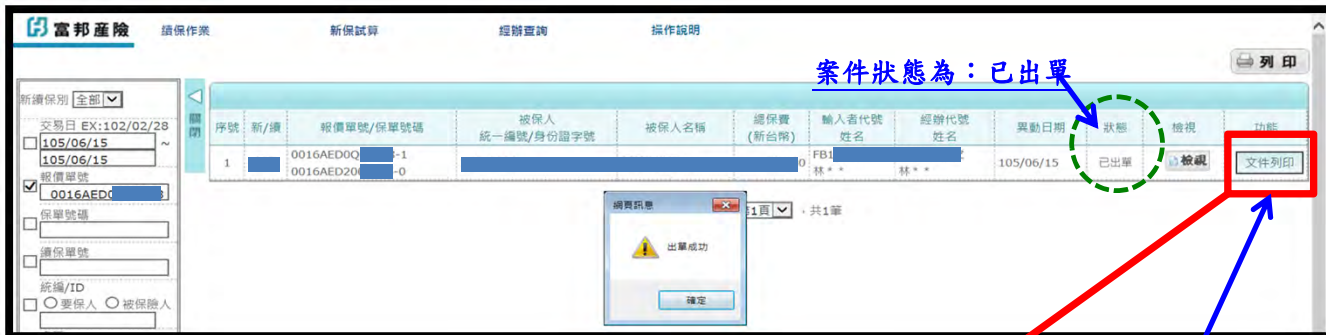 富邦產險
續保作業 新保試算 經辦查詢 操作說明
列印
案件狀態為：已出單
新續保別 全部
交易日 EX:102/02/28
105/06/15 ~
105/06/15
報價單號
0016AED0
保單號碼
續保單號
統編/ID
要保人 被保險人
關閉
序號 新/續 報價單號/保單號碼 被保人 統一編號/身份證字號 被保人名稱 總保費 (新台幣) 輸入者代號 姓名 經辦代號 姓名 異動日期 狀態 檢視 功能
1 0016AED0Q -1 0 FB1 105/06/15 已出單 檢視 文件列印
0016AED20 -0 林** 林**
1頁 ，共1筆
網頁訊息
出單成功
確定